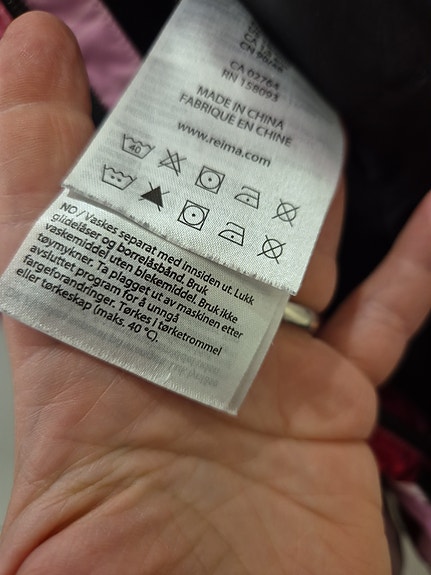 CA 02764
RN 158093
MADE IN CHINA
FABRIQUE EN CHINE
www.reima.com
40
NO / Vaskes separat med innsiden ut. Lukk
glidelåser og borrelåsbånd. Bruk
vaskemiddel uten blekemiddel. Bruk ikke
tøymykner. Ta plagget ut av maskinen etter
avsluttet program for å unngå
fargeforandringer. Tørkes i tørketrommel
eller tørkeskap (maks. 40 °C).